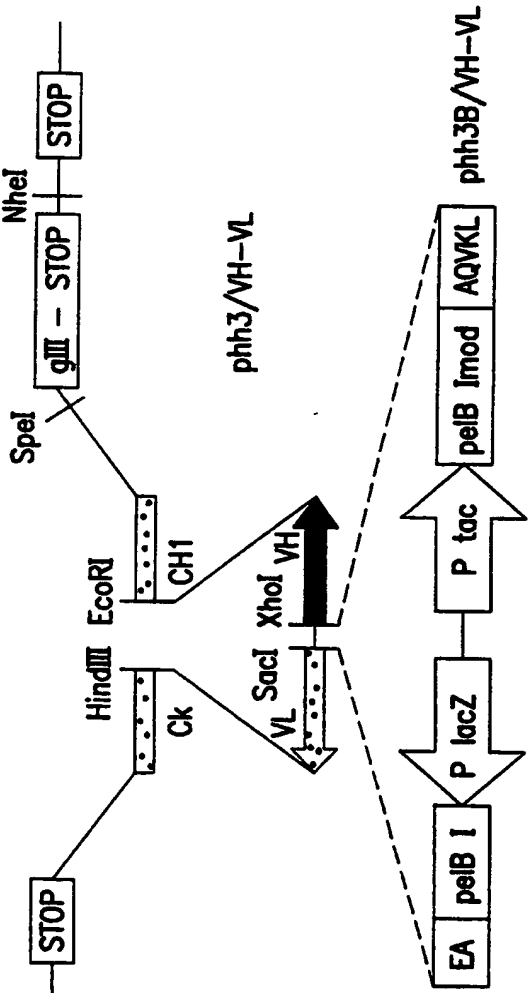 STOP
Ck
HindIII
EcoRI
CH1
SpeI
gIII – STOP
NheI
STOP
phh3/VH–VL
VL
SacI
XhoI
VH
EA
pelB I
P lacZ
P tac
pelB Imod
AQVKL
phh3B/VH–VL